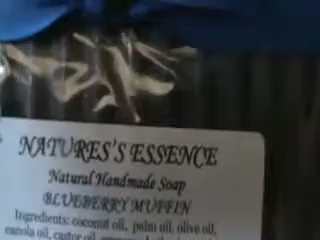 NATURES'S ESSENCE
Natural Handmade Soap
BLUEBERRY MUFFIN
Ingredients: coconut oil, palm oil, olive oil,
canola oil, castor oil,